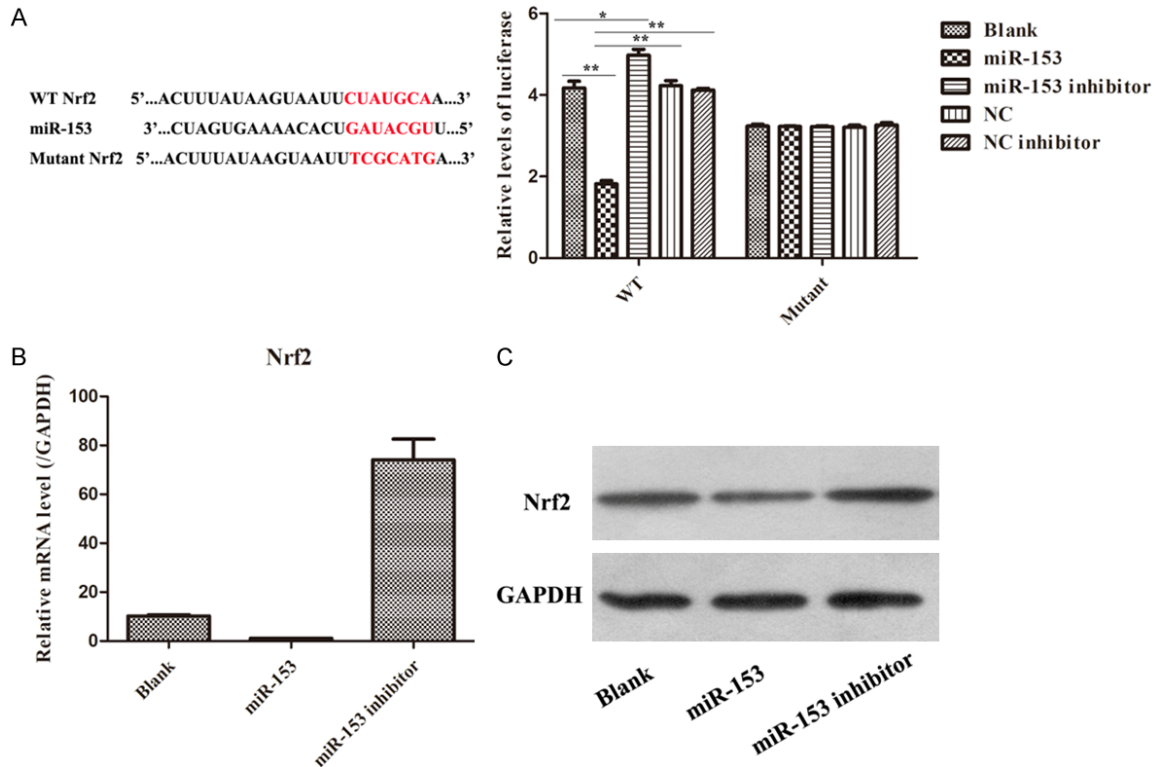 A
WT Nrf2 5’...ACUUUAUAAGUAAUUCUAUGCAA...3’
miR-153 3’...CUAGUGAAAACACUGAUACGUU...5’
Mutant Nrf2 5’...ACUUUAUAAGUAAUUTCGCATGA...3’
Relative levels of luciferase
6
4
2
0
*
**
**
**
WT
Mutant
Blank
miR-153
miR-153 inhibitor
NC
NC inhibitor
B
Nrf2
Relative mRNA level (/GAPDH)
100
80
60
40
20
0
Blank
miR-153
miR-153 inhibitor
C
Nrf2
GAPDH
Blank
miR-153
miR-153 inhibitor